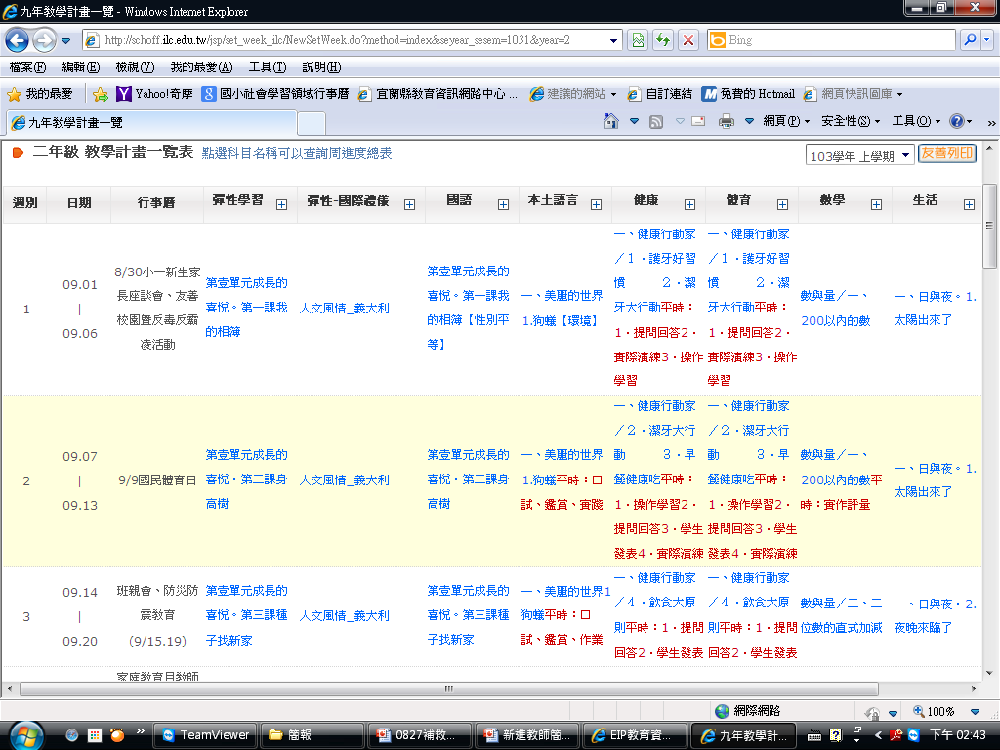 九年教學計畫一覽 - Windows Internet Explorer
http://schoff.ilc.edu.tw/jsp/set_week_ilc/NewSetWeek.do?method=index&seyear_sesem=1031&year=2
Bing
檔案(F) 編輯(E) 檢視(V) 我的最愛(A) 工具(T) 說明(H)
我的最愛 Yahoo!奇摩 國小社會學習領域行事曆 宜蘭縣教育資訊網路中心 ... 建議的網站 自訂連結 免費的 Hotmail 網頁快訊圖庫
九年教學計畫一覽
網頁(P) 安全性(S) 工具(O) »
二年級 教學計畫一覽表 點選科目名稱可以查詢周進度總表
103學年 上學期 友善列印
週別 日期 行事曆 彈性學習 彈性-國際禮儀 國語 本土語言 健康 體育 數學 生活
1
09.01
|
09.06
8/30小一新生家
長座談會、友善
校園暨反毒反霸
凌活動
第壹單元成長的
喜悅。第一課我
的相簿
人文風情_義大利
第壹單元成長的
喜悅。第一課我
的相簿【性別平
等】
一、美麗的世界
1.狗蟻【環境】
一、健康行動家
／１．護牙好習
慣 ２．潔
牙大行動平時：
1．提問回答2．
實際演練3．操作
學習
一、健康行動家
／１．護牙好習
慣 ２．潔
牙大行動平時：
1．提問回答2．
實際演練3．操作
學習
數與量／一、
200以內的數
一、日與夜。1.
太陽出來了
2
09.07
|
09.13
9/9國民體育日
第壹單元成長的
喜悅。第二課身
高樹
人文風情_義大利
第壹單元成長的
喜悅。第二課身
高樹
一、美麗的世界
1.狗蟻平時：口
試、鑑賞、實踐
一、健康行動家
／２．潔牙大行
動 ３．早
餐健康吃平時：
1．操作學習2．
提問回答3．學生
發表4．實際演練
一、健康行動家
／２．潔牙大行
動 ３．早
餐健康吃平時：
1．操作學習2．
提問回答3．學生
發表4．實際演練
數與量／一、
200以內的數平
時：實作評量
一、日與夜。1.
太陽出來了
3
09.14
|
09.20
班親會、防災防
震教育
(9/15.19)
第壹單元成長的
喜悅。第三課種
子找新家
人文風情_義大利
第壹單元成長的
喜悅。第三課種
子找新家
一、美麗的世界1
狗蟻平時：口
試、鑑賞、作業
一、健康行動家
／４．飲食大原
則平時：1．提問
回答2．學生發表
一、健康行動家
／４．飲食大原
則平時：1．提問
回答2．學生發表
數與量／二、二
位數的直式加減
一、日與夜。2.
夜晚來臨了
家庭教育月教師
網際網路 100%
» TeamViewer 簡報 0827補救... 新進教師簡... EIP教育資... 九年教學計... 下午 02:43